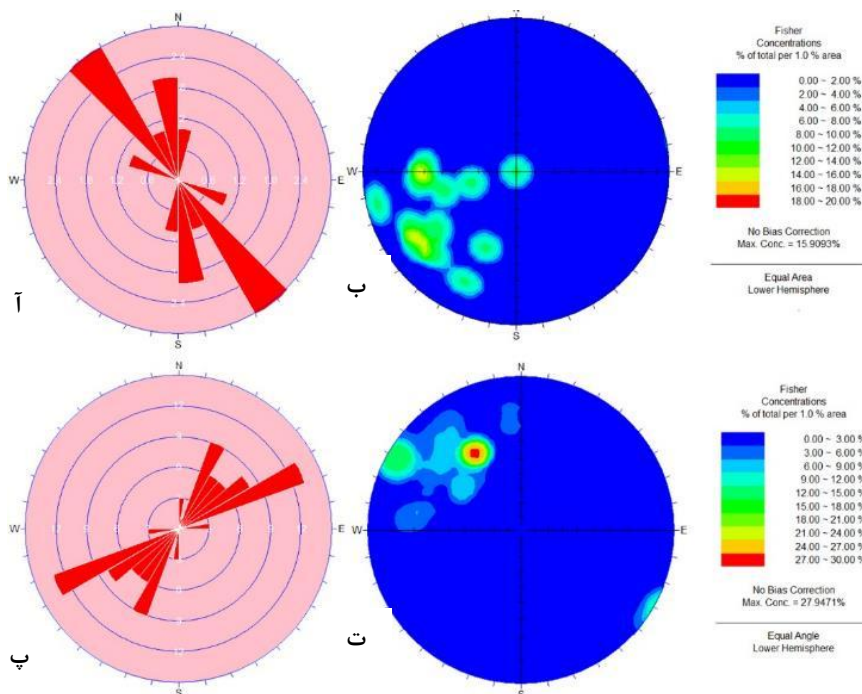 N
W
E
S
آ
W
E
S
ب
Fisher
Concentrations
% of total per 1.0 % area
0.00 ~ 2.00 %
2.00 ~ 4.00 %
4.00 ~ 6.00 %
6.00 ~ 8.00 %
8.00 ~ 10.00 %
10.00 ~ 12.00 %
12.00 ~ 14.00 %
14.00 ~ 16.00 %
16.00 ~ 18.00 %
18.00 ~ 20.00 %
No Bias Correction
Max. Conc. = 15.9093%
Equal Area
Lower Hemisphere
N
W
E
S
پ
N
W
E
S
ت
Fisher
Concentrations
% of total per 1.0 % area
0.00 ~ 3.00 %
3.00 ~ 6.00 %
6.00 ~ 9.00 %
9.00 ~ 12.00 %
12.00 ~ 15.00 %
15.00 ~ 18.00 %
18.00 ~ 21.00 %
21.00 ~ 24.00 %
24.00 ~ 27.00 %
27.00 ~ 30.00 %
No Bias Correction
Max. Conc. = 27.9471%
Equal Angle
Lower Hemisphere